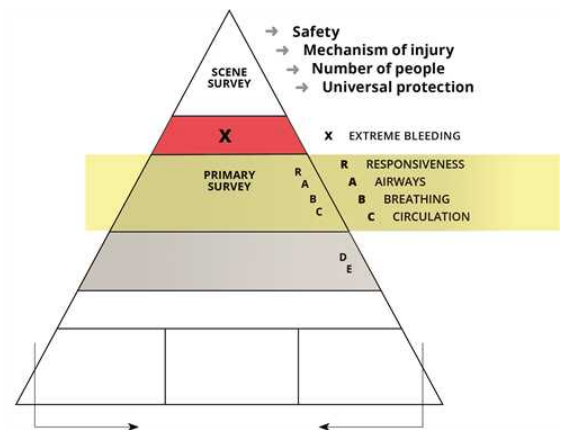 → Safety
→ Mechanism of injury
→ Number of people
→ Universal protection
SCENE
SURVEY
X
X EXTREME BLEEDING
PRIMARY
SURVEY
R
A
B
C
R RESPONSIVENESS
A AIRWAYS
B BREATHING
C CIRCULATION
D
E